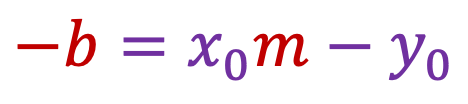 −b = x₀m − y₀